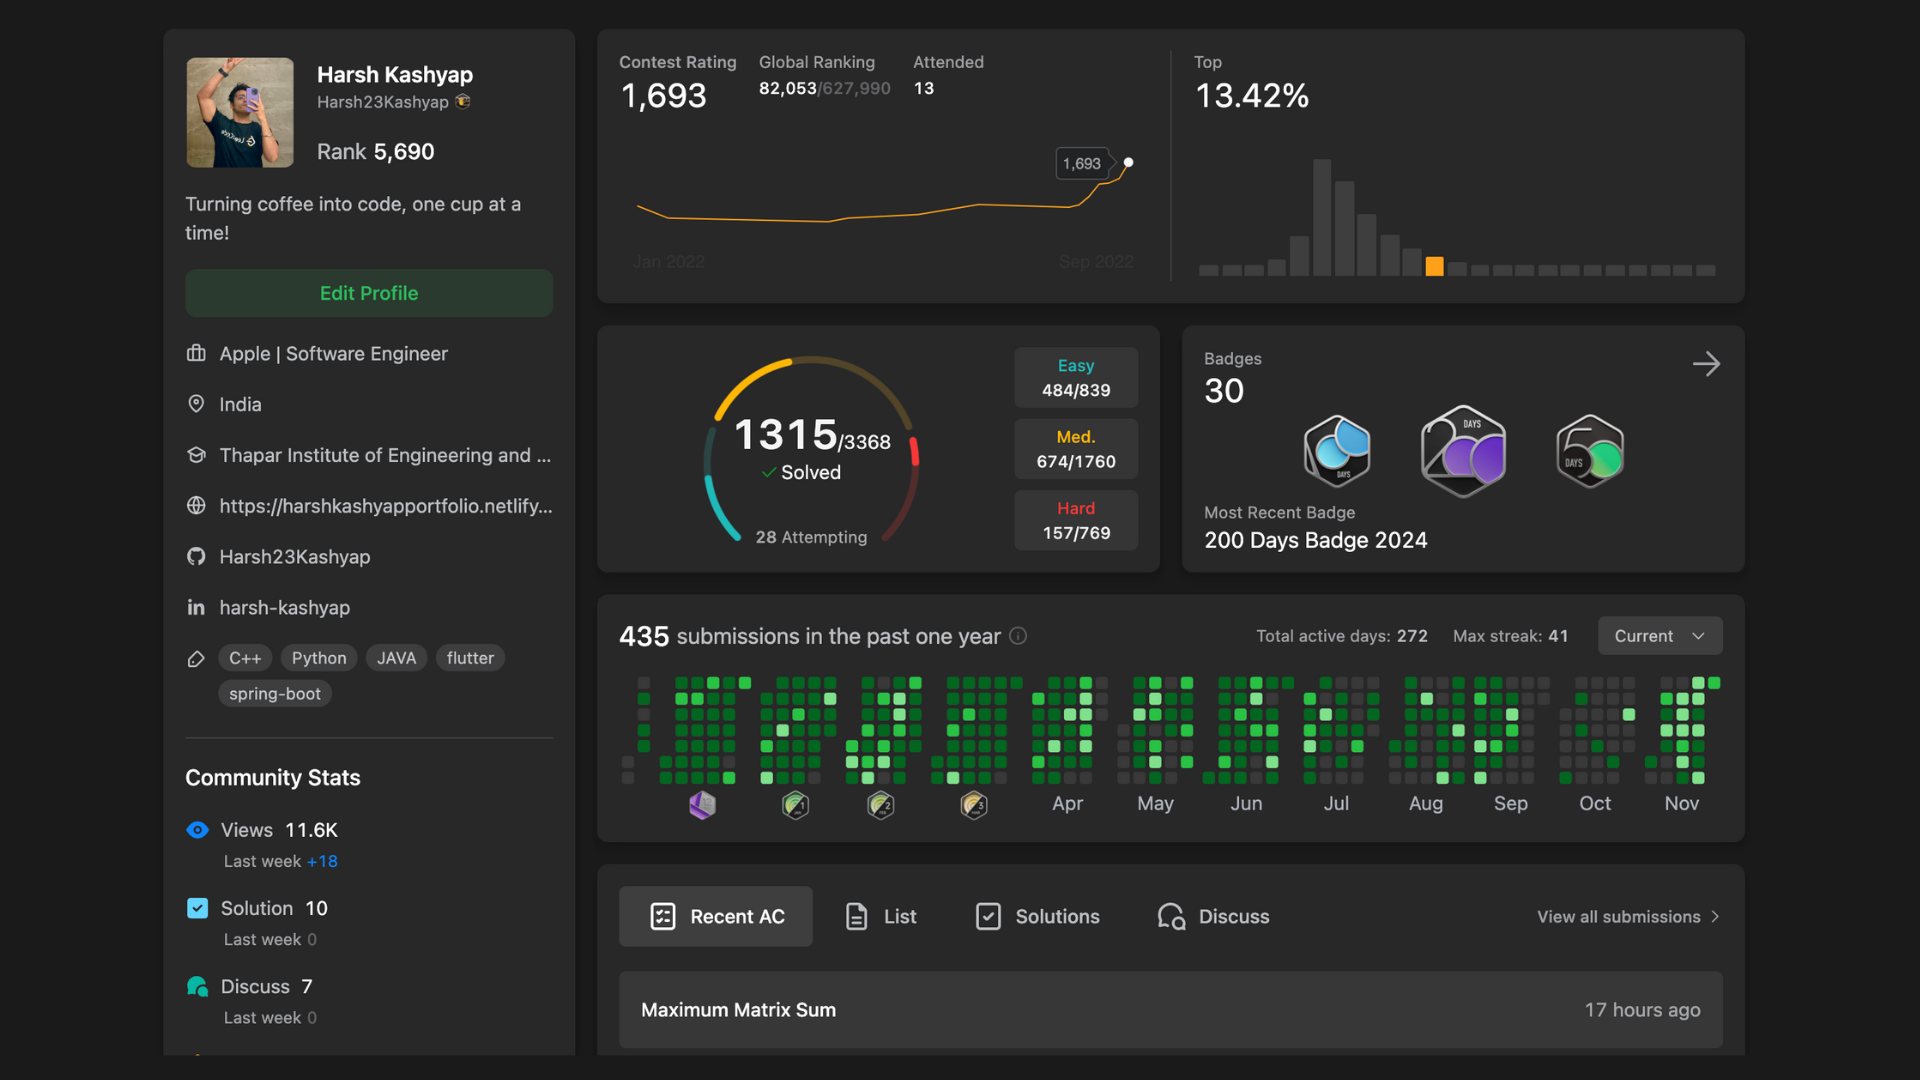 Harsh Kashyap
Harsh23Kashyap
Rank 5,690
Turning coffee into code, one cup at a
time!
Edit Profile
Apple | Software Engineer
India
Thapar Institute of Engineering and ...
https://harshkashyapportfolio.netlify...
Harsh23Kashyap
harsh-kashyap
C++ Python JAVA flutter
spring-boot
Community Stats
Views 11.6K
Last week +18
Solution 10
Last week 0
Discuss 7
Last week 0
Contest Rating
1,693
Global Ranking
82,053/627,990
Attended
13
1,693
Jan 2022 Sep 2022
Top
13.42%
1315/3368
Solved
28 Attempting
Easy
484/839
Med.
674/1760
Hard
157/769
Badges
30
DAYS
2 DAYS
5 DAYS
Most Recent Badge
200 Days Badge 2024
435 submissions in the past one year
Total active days: 272 Max streak: 41 Current
1 2 3 Apr May Jun Jul Aug Sep Oct Nov
Recent AC List Solutions Discuss View all submissions
Maximum Matrix Sum 17 hours ago